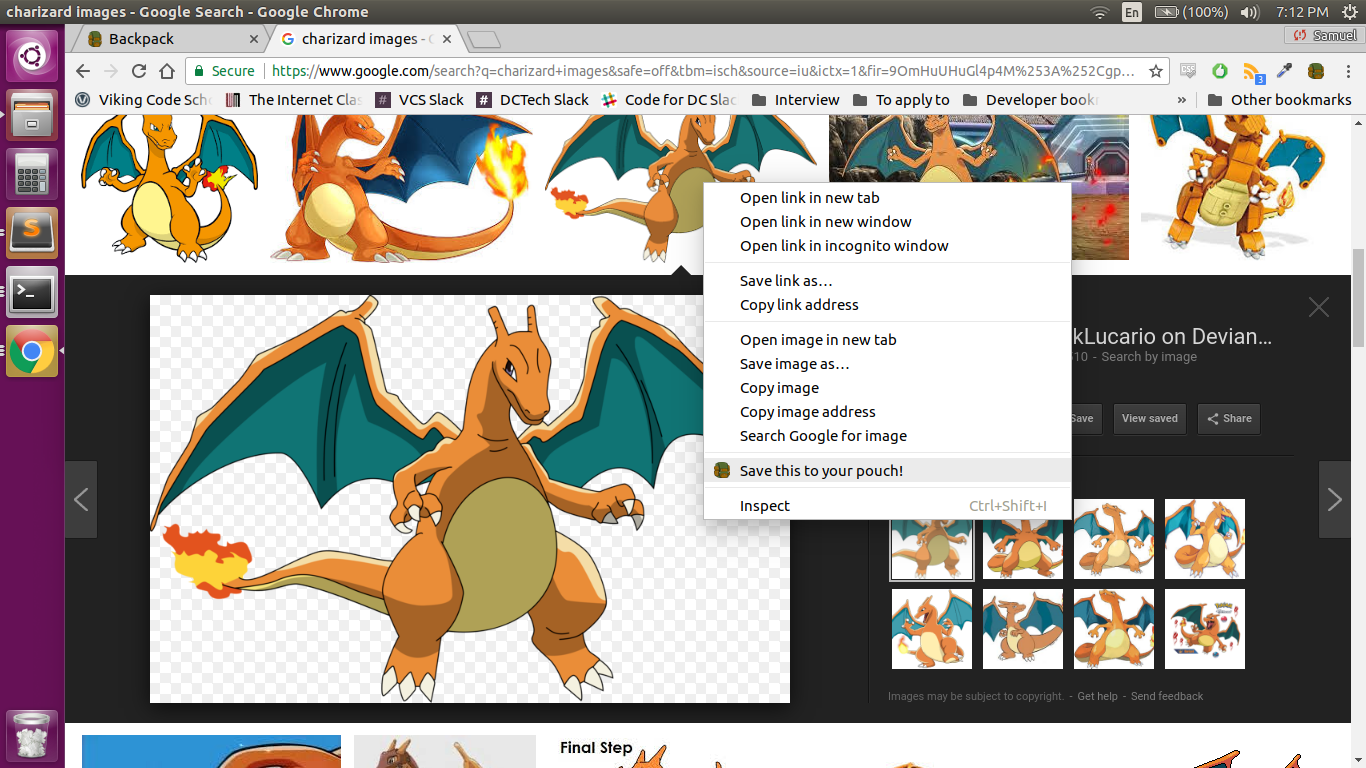 charizard images - Google Search - Google Chrome
En (100%) 7:12 PM
Backpack charizard images - G Samuel
Secure https://www.google.com/search?q=charizard+images&safe=off&tbm=isch&source=iu&ictx=1&fir=9OmHuUHuGl4p4M%253A%252Cgp… CSS 3
Viking Code Scho The Internet Clas VCS Slack DCTech Slack Code for DC Slac Interview To apply to Developer bookm » Other bookmarks
Open link in new tab
Open link in new window
Open link in incognito window
Save link as…
Copy link address
Open image in new tab
Save image as…
Copy image
Copy image address
Search Google for image
Save this to your pouch!
Inspect Ctrl+Shift+I
kLucario on Devian…
510 - Search by image
Save View saved Share
Images may be subject to copyright. - Get help - Send feedback
Final Step